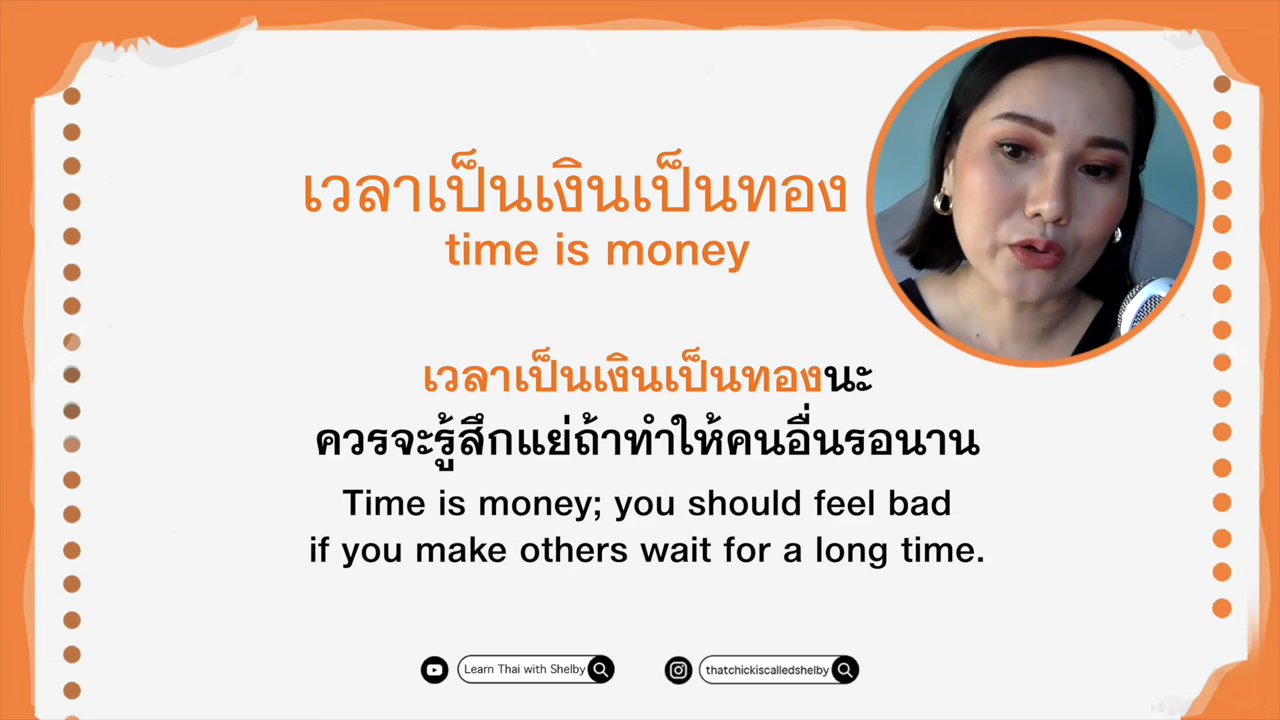 เวลาเป็นเงินเป็นทอง
time is money
เวลาเป็นเงินเป็นทองนะ
ควรจะรู้สึกแย่ถ้าทำให้คนอื่นรอนาน
Time is money; you should feel bad
if you make others wait for a long time.
Learn Thai with Shelby
thatchickiscalledshelby